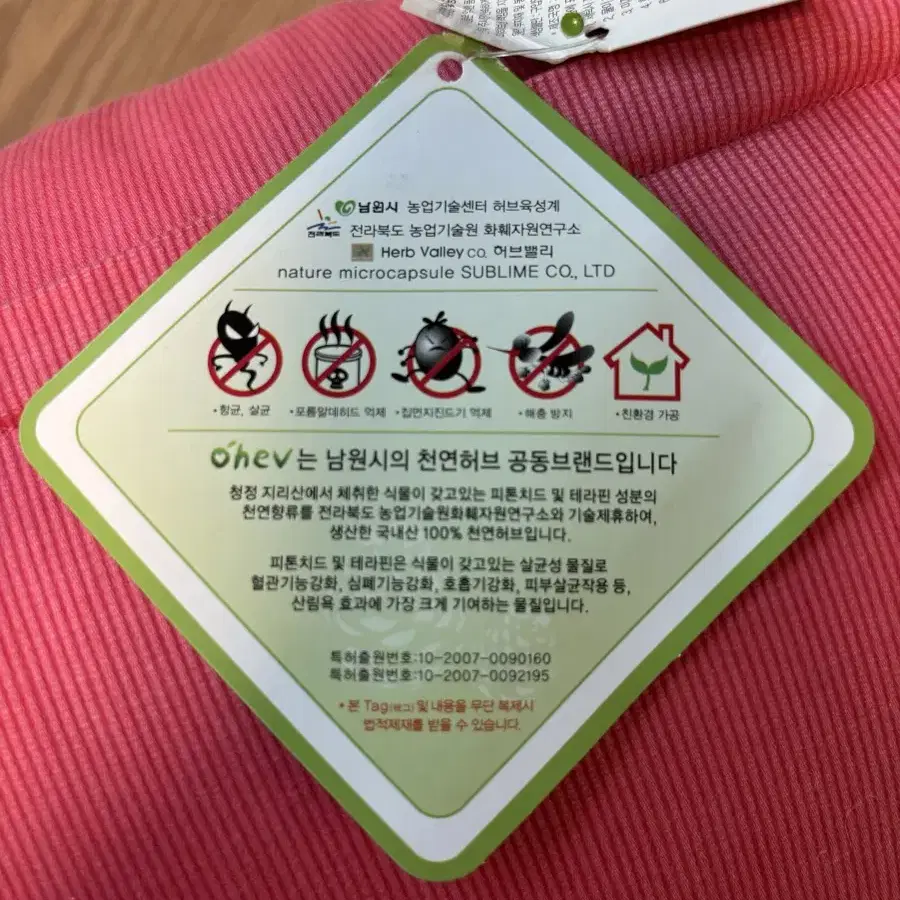 남원시 농업기술센터 허브육성계
전라북도 전라북도 농업기술원 화훼자원연구소
Herb Valley CO. 허브밸리
nature microcapsule SUBLIME CO., LTD
• 항균, 살균 • 포름알데히드 억제 • 집먼지진드기 억제 • 해충 방지 • 친환경 가공
óhev는 남원시의 천연허브 공동브랜드입니다
청정 지리산에서 체취한 식물이 갖고있는 피톤치드 및 테라핀 성분의
천연향류를 전라북도 농업기술원화훼자원연구소와 기술제휴하여,
생산한 국내산 100% 천연허브입니다.
피톤치드 및 테라핀은 식물이 갖고있는 살균성 물질로
혈관기능강화, 심폐기능강화, 호흡기강화, 피부살균작용 등,
산림욕 효과에 가장 크게 기여하는 물질입니다.
특허출원번호:10-2007-0090160
특허출원번호:10-2007-0092195
• 본 Tag(택그) 및 내용을 무단 복제시
법적제재를 받을 수 있습니다.